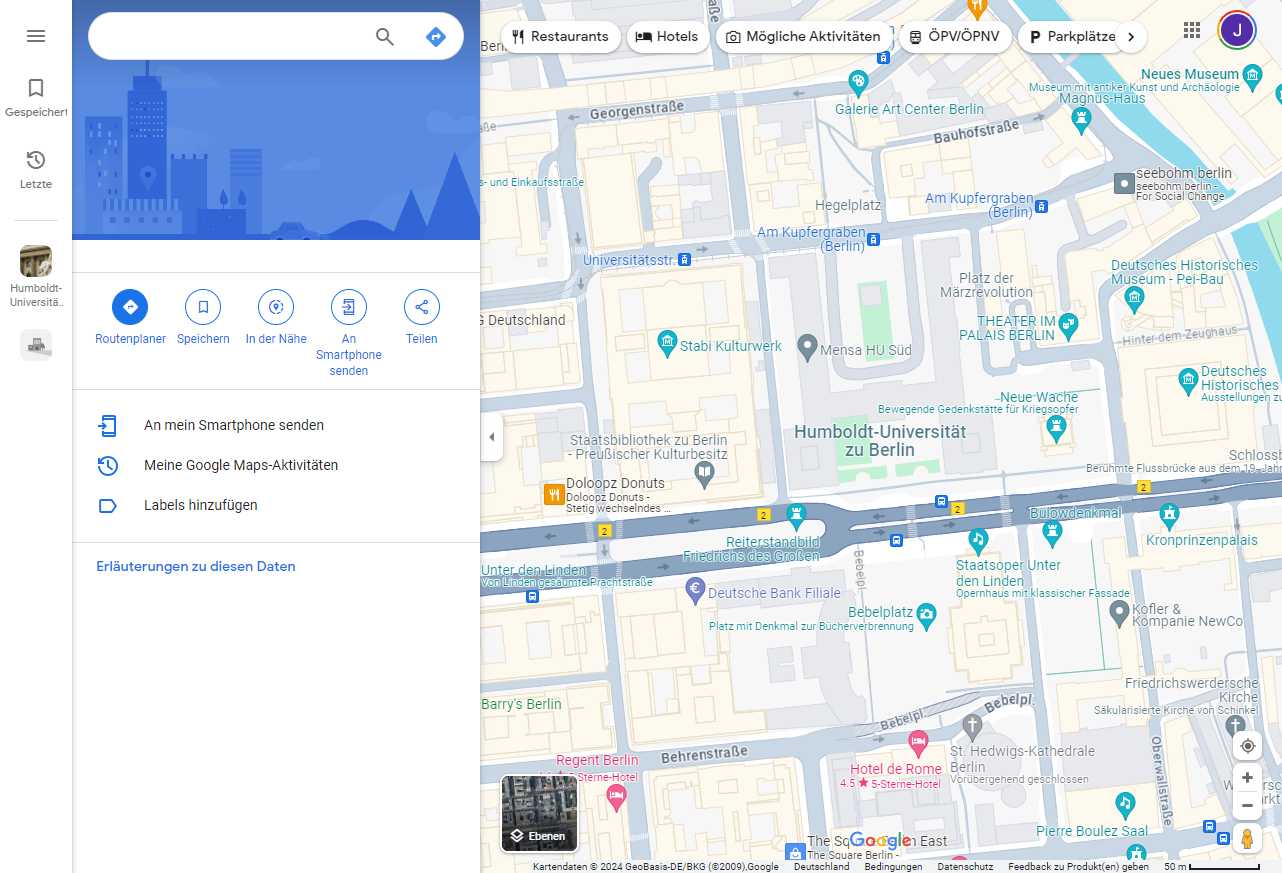 Gespeichert
Letzte
Humboldt-
Universitä..
Routenplaner
Speichern
In der Nähe
An
Smartphone
senden
Teilen
An mein Smartphone senden
Meine Google Maps-Aktivitäten
Labels hinzufügen
Erläuterungen zu diesen Daten
Restaurants
Hotels
Mögliche Aktivitäten
ÖPV/ÖPNV
Parkplätze
J
Neues Museum
Museum mit antiker Kunst und Archäologie
Magnus-Haus
Galerie Art Center Berlin
Georgenstraße
Bauhofstraße
seebohm.berlin
seebohm.berlin -
For Social Change
s- und Einkaufsstraße
Hegelplatz
Am Kupfergraben
(Berlin)
Am Kupfergraben
(Berlin)
Universitätsstr.
Platz der
Märzrevolution
Deutsches Historisches
Museum - Pei-Bau
G Deutschland
THEATER IM
PALAIS BERLIN
Hinter dem Zeughaus
Stabi Kulturwerk
Mensa HU Süd
Deutsches
Historisches
Ausstellungen zu
Neue Wache
Bewegende Gedenkstätte für Kriegsopfer
Humboldt-Universität
zu Berlin
Staatsbibliothek zu Berlin
- Preußischer Kulturbesitz
Schlossb
Berühmte Flussbrücke aus dem 19. Jahr
Doloopz Donuts
Doloopz Donuts -
Stetig wechselndes ...
2
2
2
2
Bülowdenkmal
Kronprinzenpalais
Reiterstandbild
Friedrichs des Großen
Unter den Linden
Von Linden gesäumte Prachtstraße
Bebelpl.
Staatsoper Unter
den Linden
Opernhaus mit klassischer Fassade
Deutsche Bank Filiale
Bebelplatz
Platz mit Denkmal zur Bücherverbrennung
Kofler &
Kompanie NewCo
Friedrichswerdersche
Kirche
Säkularisierte Kirche von Schinkel
Barry's Berlin
Bebelpl.
Bebelpl.
Behrenstraße
Oberwallstraße
St. Hedwigs-Kathedrale
Berlin
Vorübergehend geschlossen
Regent Berlin
5-Sterne-Hotel
Hotel de Rome
4.5 ★ 5-Sterne-Hotel
Pierre Boulez Saal
The Square Berlin -
Ebenen
Google
Kartendaten © 2024 GeoBasis-DE/BKG (©2009),Google
Deutschland
Bedingungen
Datenschutz
Feedback zu Produkt(en) geben
50 m